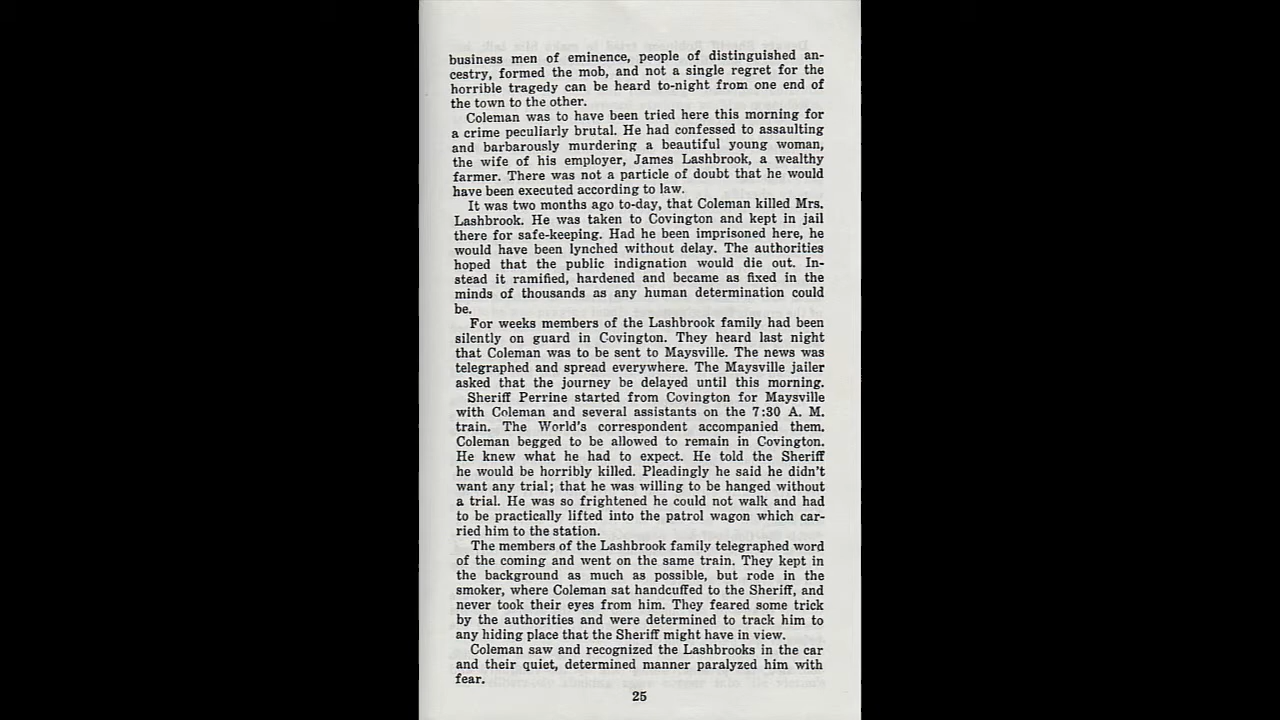 business men of eminence, people of distinguished an-
cestry, formed the mob, and not a single regret for the
horrible tragedy can be heard to-night from one end of
the town to the other.
Coleman was to have been tried here this morning for
a crime peculiarly brutal. He had confessed to assaulting
and barbarously murdering a beautiful young woman,
the wife of his employer, James Lashbrook, a wealthy
farmer. There was not a particle of doubt that he would
have been executed according to law.
It was two months ago to-day, that Coleman killed Mrs.
Lashbrook. He was taken to Covington and kept in jail
there for safe-keeping. Had he been imprisoned here, he
would have been lynched without delay. The authorities
hoped that the public indignation would die out. In-
stead it ramified, hardened and became as fixed in the
minds of thousands as any human determination could
be.
For weeks members of the Lashbrook family had been
silently on guard in Covington. They heard last night
that Coleman was to be sent to Maysville. The news was
telegraphed and spread everywhere. The Maysville jailer
asked that the journey be delayed until this morning.
Sheriff Perrine started from Covington for Maysville
with Coleman and several assistants on the 7:30 A. M.
train. The World's correspondent accompanied them.
Coleman begged to be allowed to remain in Covington.
He knew what he had to expect. He told the Sheriff
he would be horribly killed. Pleadingly he said he didn't
want any trial; that he was willing to be hanged without
a trial. He was so frightened he could not walk and had
to be practically lifted into the patrol wagon which car-
ried him to the station.
The members of the Lashbrook family telegraphed word
of the coming and went on the same train. They kept in
the background as much as possible, but rode in the
smoker, where Coleman sat handcuffed to the Sheriff, and
never took their eyes from him. They feared some trick
by the authorities and were determined to track him to
any hiding place that the Sheriff might have in view.
Coleman saw and recognized the Lashbrooks in the car
and their quiet, determined manner paralyzed him with
fear.
25